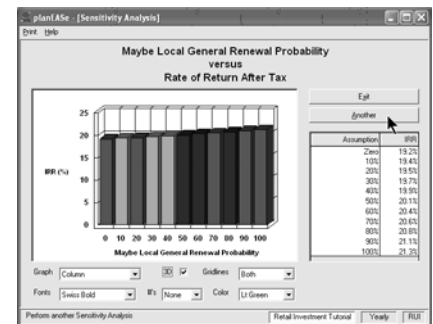 planEASe - [Sensitivity Analysis]
Print Help
Maybe Local General Renewal Probability
versus
Rate of Return After Tax
Exit
Another
25
20
15
10
5
0
IRR (%)
0 10 20 30 40 50 60 70 80 90 100
Maybe Local General Renewal Probability
Assumption IRR
Zero 19.2%
10% 19.4%
20% 19.5%
30% 19.7%
40% 19.9%
50% 20.1%
60% 20.4%
70% 20.6%
80% 20.8%
90% 21.1%
100% 21.3%
Graph Column 3D Gridlines Both
Fonts Swiss Bold #'s None Color Lt Green
Perform another Sensitivity Analysis Retail Investment Tutorial Yearly RUI